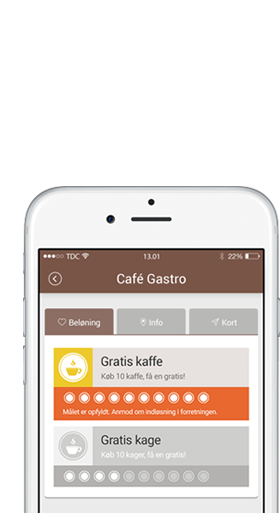 TDC 13.01 22%
Café Gastro
Beløning Info Kort
Gratis kaffe
Køb 10 kaffe, få en gratis!
Målet er opfyldt. Anmod om indløsning i forretningen.
Gratis kage
Køb 10 kager, få en gratis!